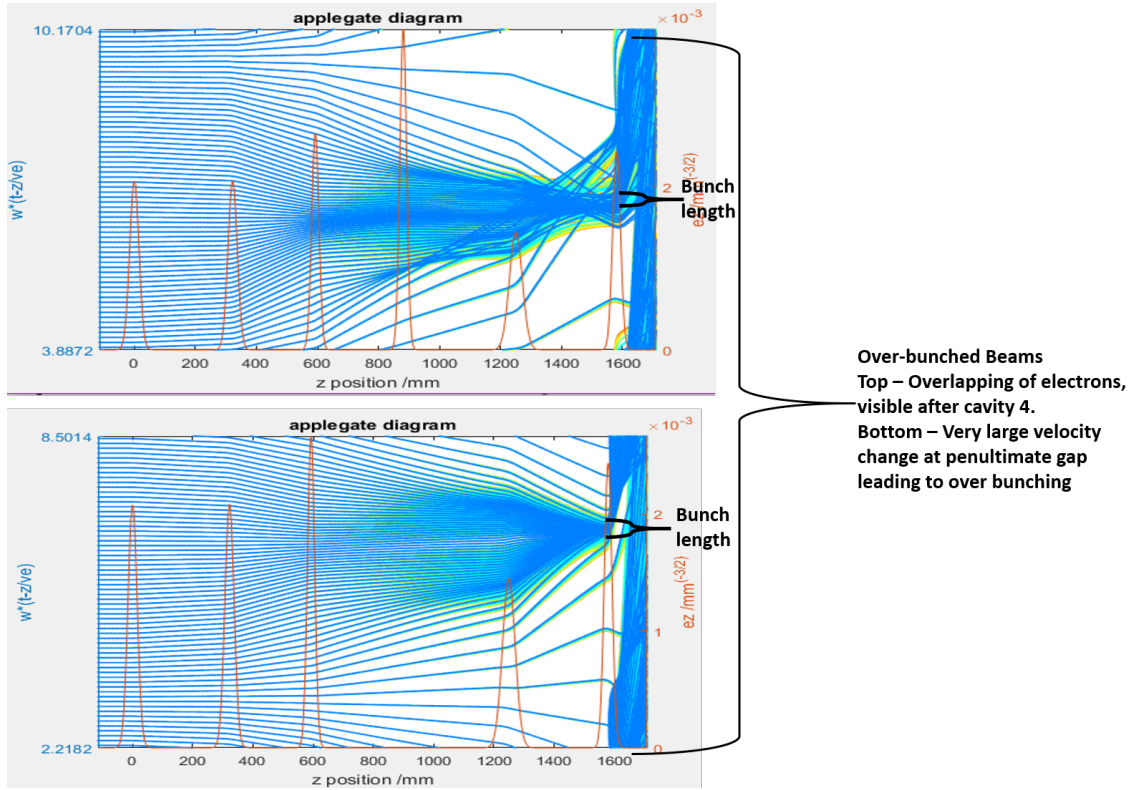 applegate diagram
× 10⁻³
10.1704
w*(t-z/ve)
3.8872
2
0
ez /mm^(-3/2)
Bunch
length
0 200 400 600 800 1000 1200 1400 1600
z position /mm
applegate diagram
× 10⁻³
8.5014
w*(t-z/ve)
2.2182
2
1
0
ez /mm^(-3/2)
Bunch
length
0 200 400 600 800 1000 1200 1400 1600
z position /mm
Over-bunched Beams
Top – Overlapping of electrons,
visible after cavity 4.
Bottom – Very large velocity
change at penultimate gap
leading to over bunching